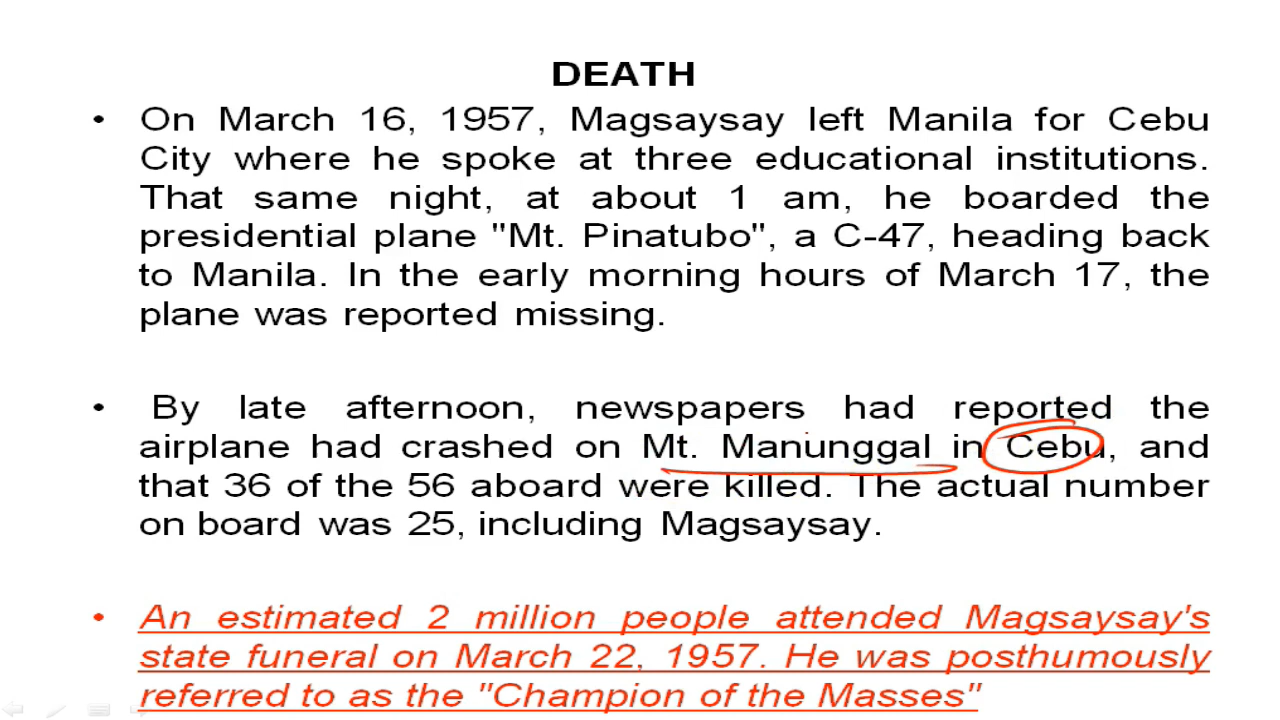 DEATH
• On March 16, 1957, Magsaysay left Manila for Cebu
City where he spoke at three educational institutions.
That same night, at about 1 am, he boarded the
presidential plane "Mt. Pinatubo", a C-47, heading back
to Manila. In the early morning hours of March 17, the
plane was reported missing.
• By late afternoon, newspapers had reported the
airplane had crashed on Mt. Manunggal in Cebu, and
that 36 of the 56 aboard were killed. The actual number
on board was 25, including Magsaysay.
• An estimated 2 million people attended Magsaysay's
state funeral on March 22, 1957. He was posthumously
referred to as the "Champion of the Masses"